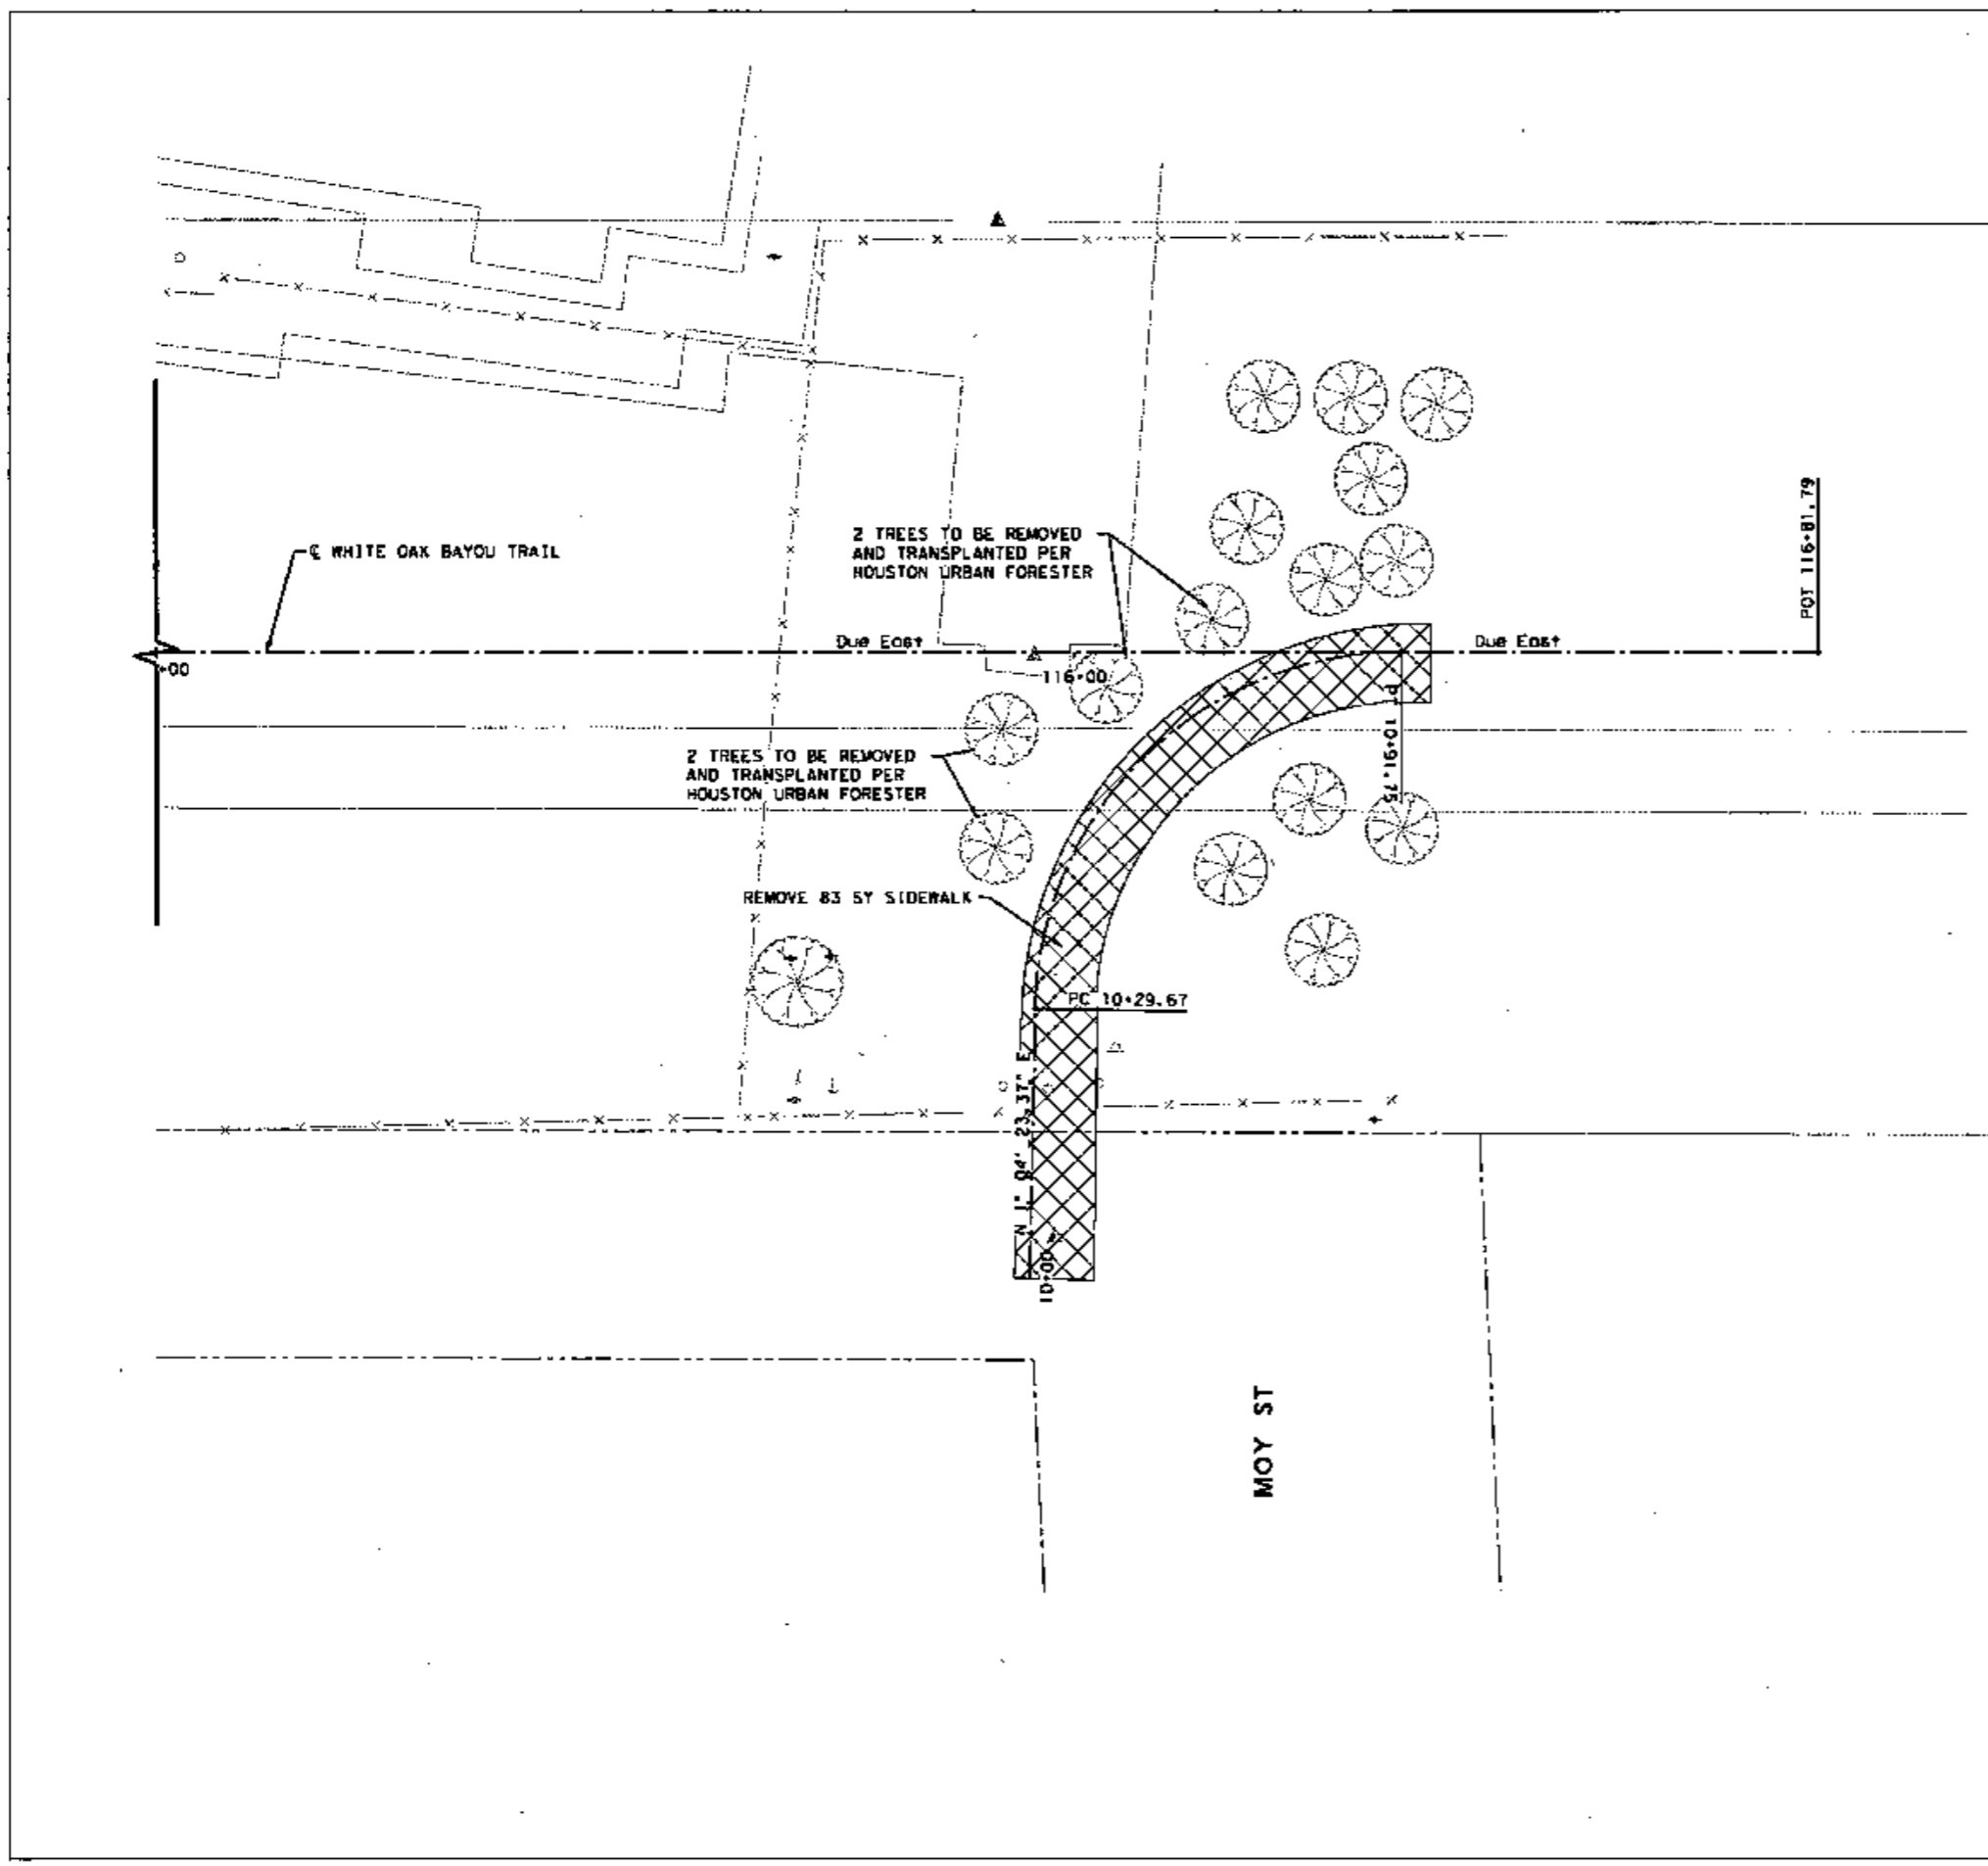 ℄ WHITE OAK BAYOU TRAIL
2 TREES TO BE REMOVED
AND TRANSPLANTED PER
HOUSTON URBAN FORESTER
POT 116+81.79
Due East
Due East
+00
116+00
PT 10+91.75
2 TREES TO BE REMOVED
AND TRANSPLANTED PER
HOUSTON URBAN FORESTER
REMOVE 83 SY SIDEWALK
PC 10+29.67
N 1° 04' 23.37" E
10+00
MOY ST